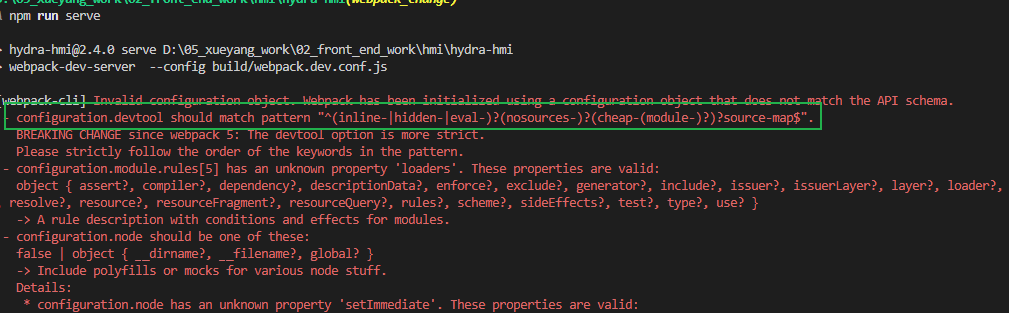 :\05_xueyang_work\02_front_end_work\hmi\hydra-hmi(webpack_change)
npm run serve
> hydra-hmi@2.4.0 serve D:\05_xueyang_work\02_front_end_work\hmi\hydra-hmi
> webpack-dev-server  --config build/webpack.dev.conf.js
[webpack-cli] Invalid configuration object. Webpack has been initialized using a configuration object that does not match the API schema.
- configuration.devtool should match pattern "^(inline-|hidden-|eval-)?(nosources-)?(cheap-(module-)?)?source-map$".
BREAKING CHANGE since webpack 5: The devtool option is more strict.
Please strictly follow the order of the keywords in the pattern.
- configuration.module.rules[5] has an unknown property 'loaders'. These properties are valid:
object { assert?, compiler?, dependency?, descriptionData?, enforce?, exclude?, generator?, include?, issuer?, issuerLayer?, layer?, loader?,
, resolve?, resource?, resourceFragment?, resourceQuery?, rules?, scheme?, sideEffects?, test?, type?, use? }
-> A rule description with conditions and effects for modules.
- configuration.node should be one of these:
false | object { __dirname?, __filename?, global? }
-> Include polyfills or mocks for various node stuff.
Details:
* configuration.node has an unknown property 'setImmediate'. These properties are valid: